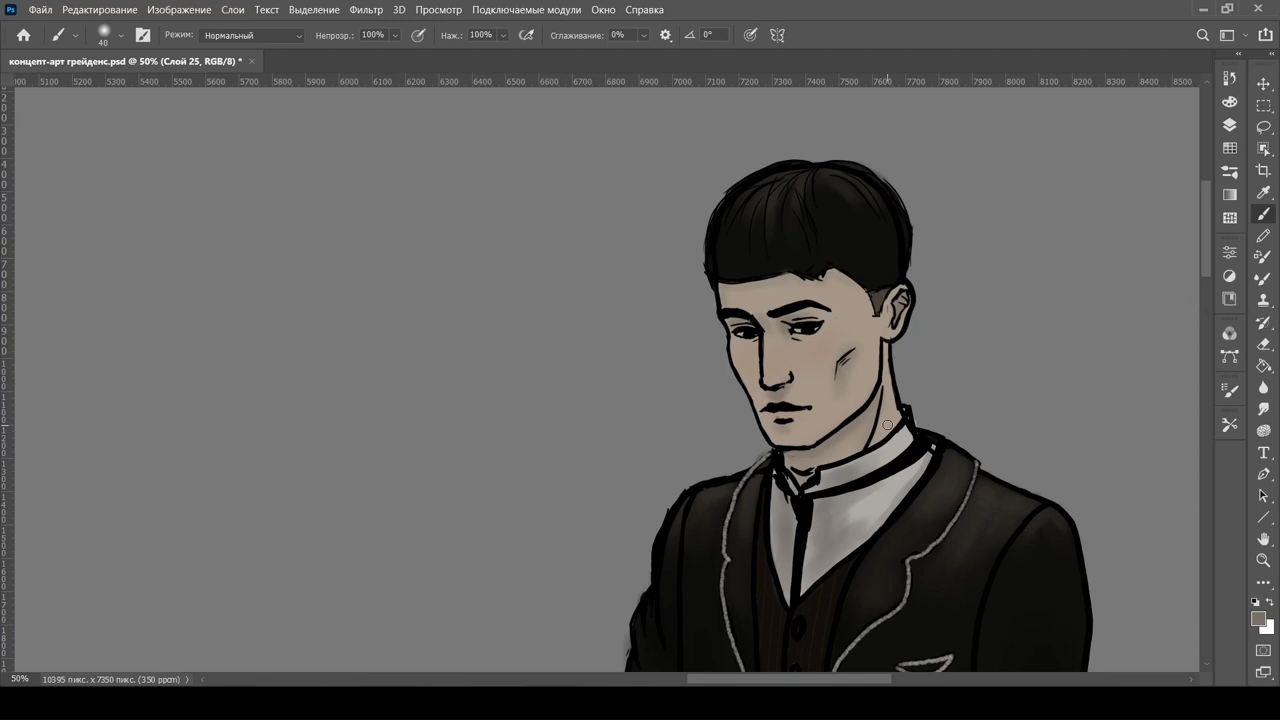 Файл Редактирование Изображение Слои Текст Выделение Фильтр 3D Просмотр Подключаемые модули Окно Справка
40 Режим: Нормальный Непрозр.: 100% Наж.: 100% Сглаживание: 0% 0°
концепт-арт грейденс.psd @ 50% (Слой 25, RGB/8) *
5100 5200 5300 5400 5500 5600 5700 5800 5900 6000 6100 6200 6300 6400 6500 6600 6700 6800 6900 7000 7100 7200 7300 7400 7500 7600 7700 7800 7900 8000 8100 8200 8300 8400 8500
50% 10395 пикс. x 7350 пикс. (350 ppcm)